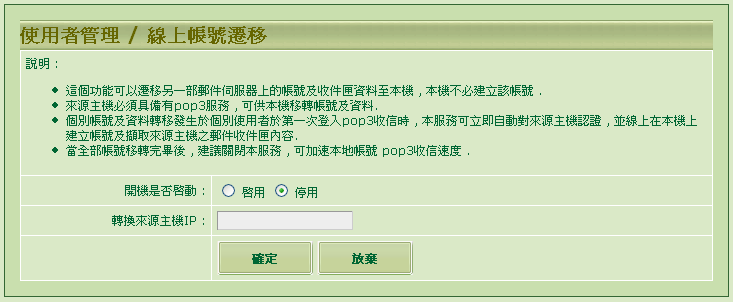 使用者管理 / 線上帳號遷移
說明：
這個功能可以遷移另一部郵件伺服器上的帳號及收件匣資料至本機，本機不必建立該帳號．
來源主機必須具備有pop3服務，可供本機移轉帳號及資料．
個別帳號及資料轉移發生於個別使用者於第一次登入pop3收信時，本服務可立即自動對來源主機認證，並線上在本機上
建立帳號及擷取來源主機之郵件收件匣內容．
當全部帳號移轉完畢後，建議關閉本服務，可加速本地帳號 pop3收信速度．
開機是否啟動： 啟用 停用
轉換來源主機IP：
確定 放棄